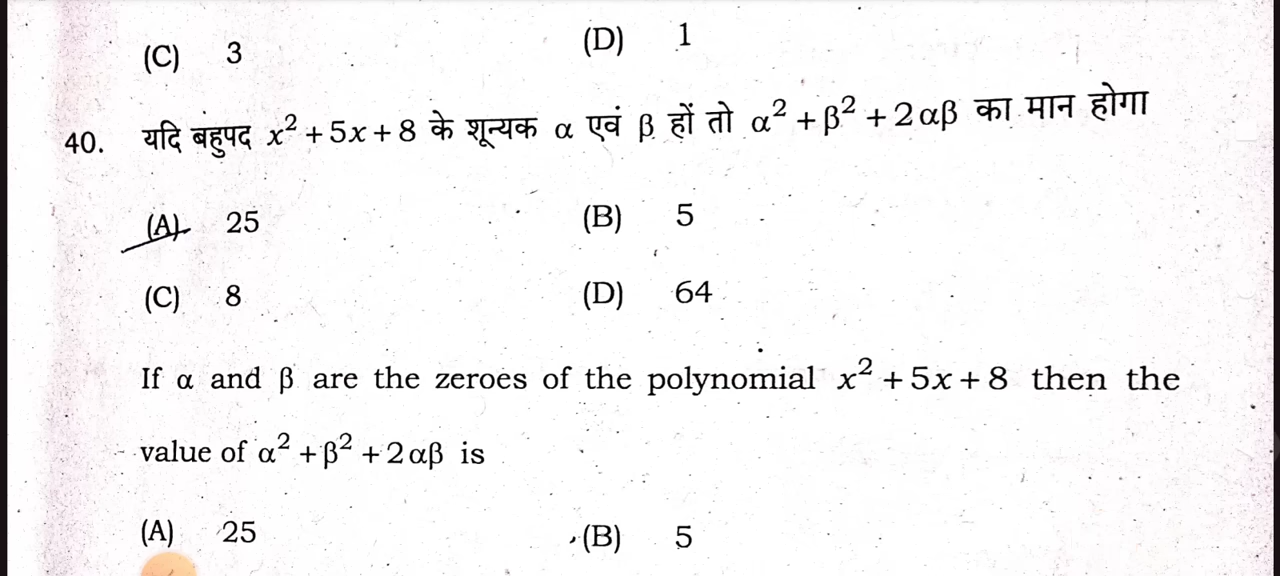 (C) 3 (D) 1
40. यदि बहुपद x² + 5x + 8 के शून्यक α एवं β हों तो α² + β² + 2αβ का मान होगा
(A) 25 (B) 5
(C) 8 (D) 64
If α and β are the zeroes of the polynomial x² + 5x + 8 then the
value of α² + β² + 2αβ is
(A) 25 (B) 5